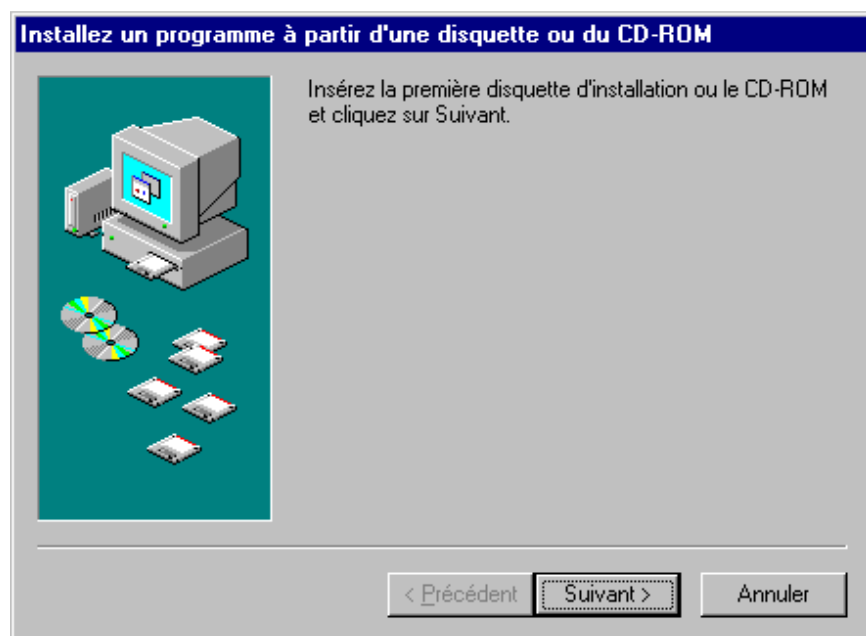 Installez un programme à partir d'une disquette ou du CD-ROM
Insérez la première disquette d'installation ou le CD-ROM
et cliquez sur Suivant.
< Précédent
Suivant >
Annuler